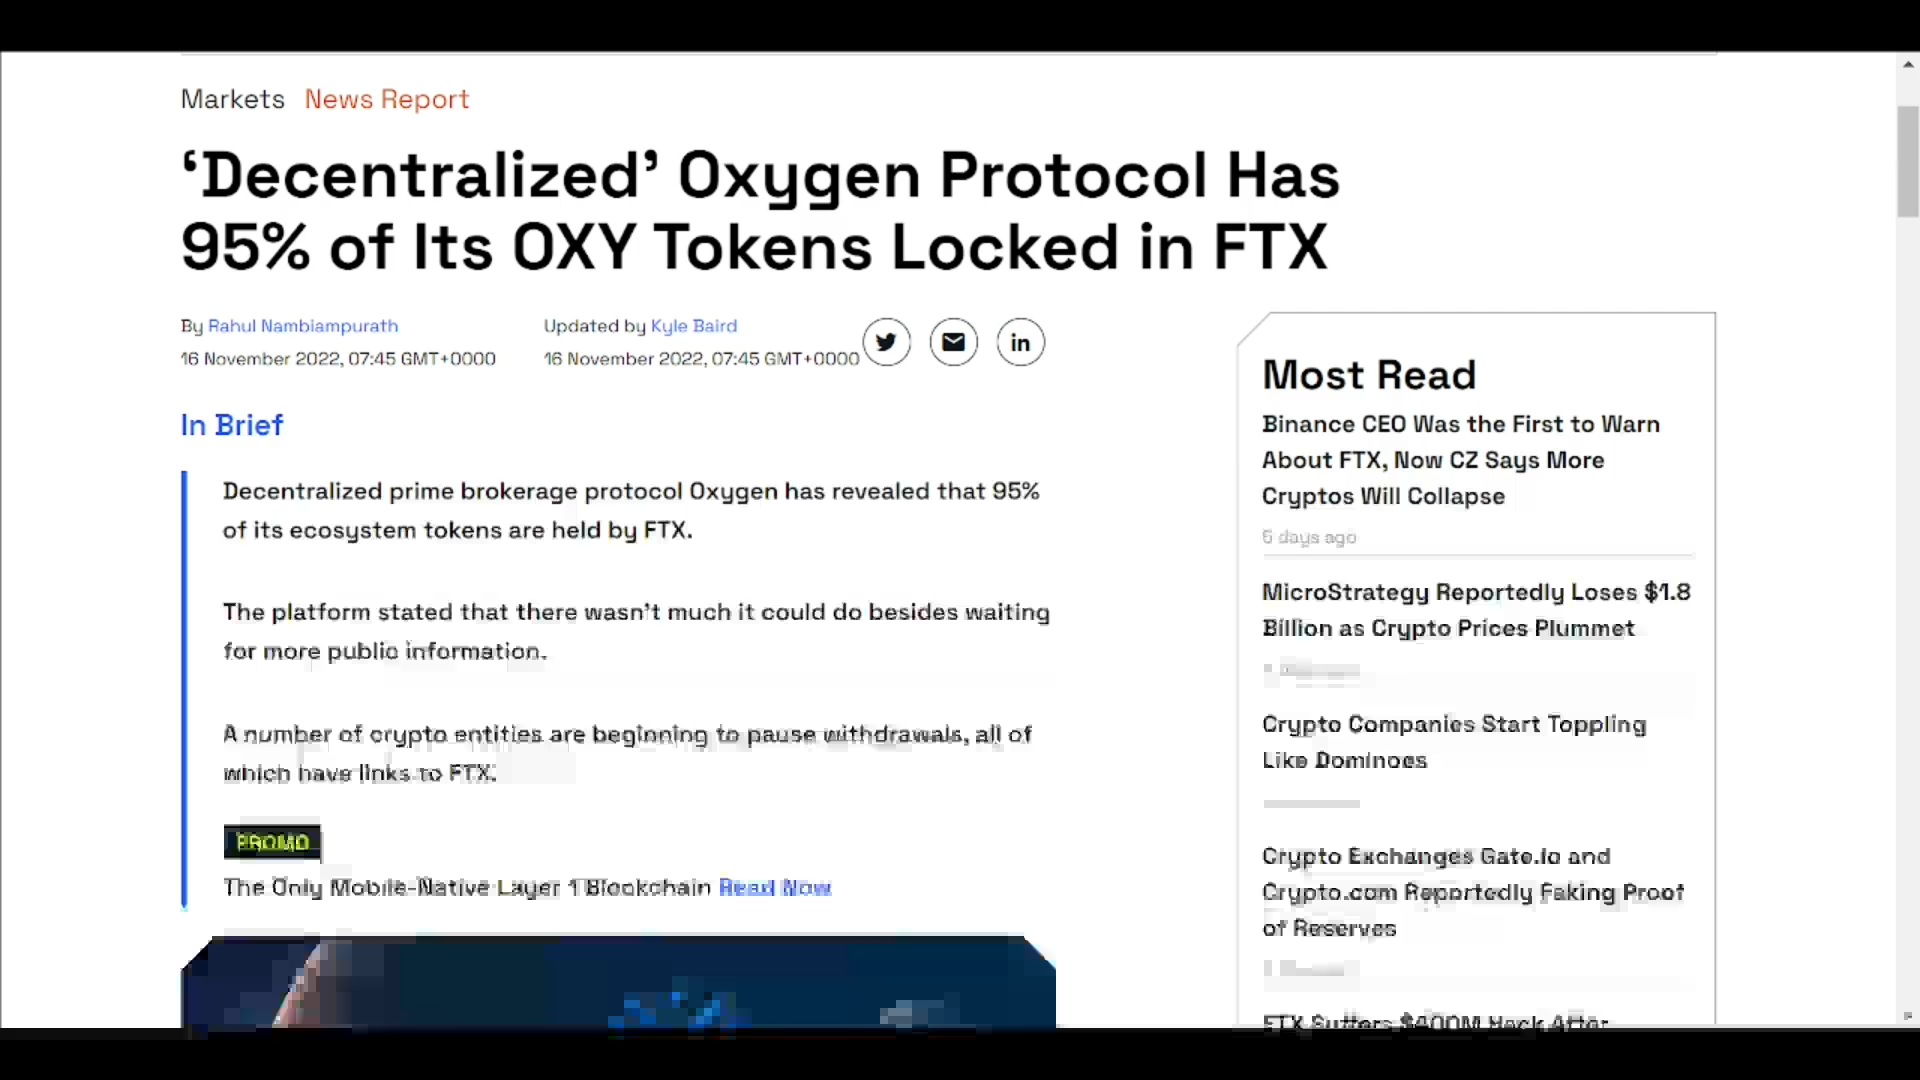 Markets News Report
‘Decentralized’ Oxygen Protocol Has
95% of Its OXY Tokens Locked in FTX
By Rahul Nambiampurath
16 November 2022, 07:45 GMT+0000
Updated by Kyle Baird
16 November 2022, 07:45 GMT+0000
in
In Brief
Decentralized prime brokerage protocol Oxygen has revealed that 95%
of its ecosystem tokens are held by FTX.
The platform stated that there wasn’t much it could do besides waiting
for more public information.
A number of crypto entities are beginning to pause withdrawals, all of
which have links to FTX.
PROMO
The Only Mobile-Native Layer 1 Blockchain Read Now
Most Read
Binance CEO Was the First to Warn
About FTX, Now CZ Says More
Cryptos Will Collapse
6 days ago
MicroStrategy Reportedly Loses $1.8
Billion as Crypto Prices Plummet
Crypto Companies Start Toppling
Like Dominoes
Crypto Exchanges Gate.io and
Crypto.com Reportedly Faking Proof
of Reserves
FTX Suffers $400M Hack After